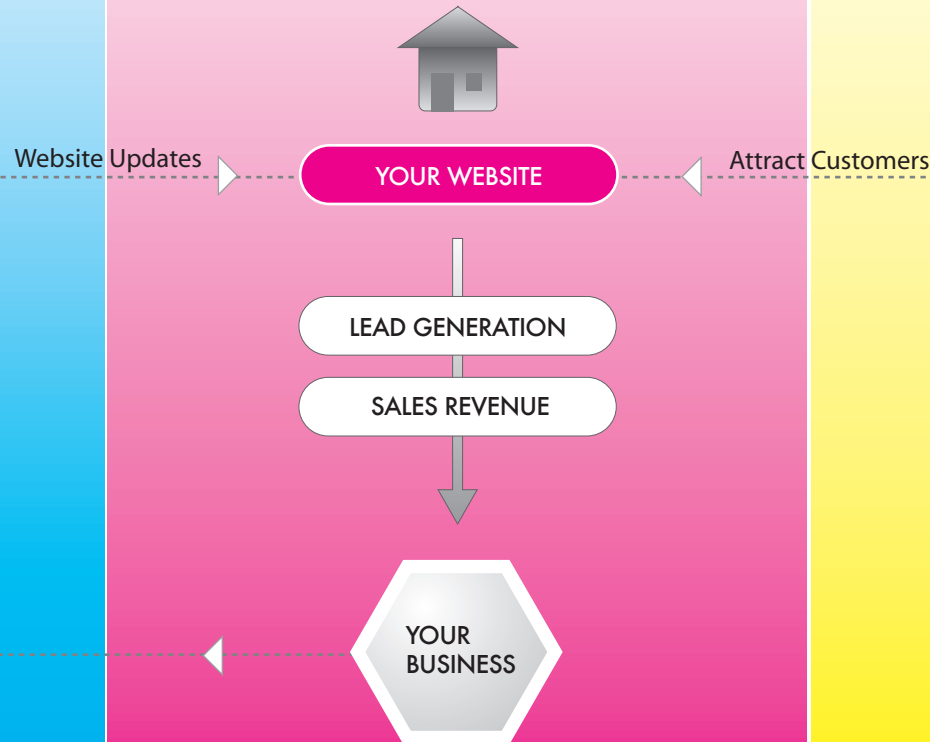 Website Updates
Attract Customers
YOUR WEBSITE
LEAD GENERATION
SALES REVENUE
YOUR
BUSINESS